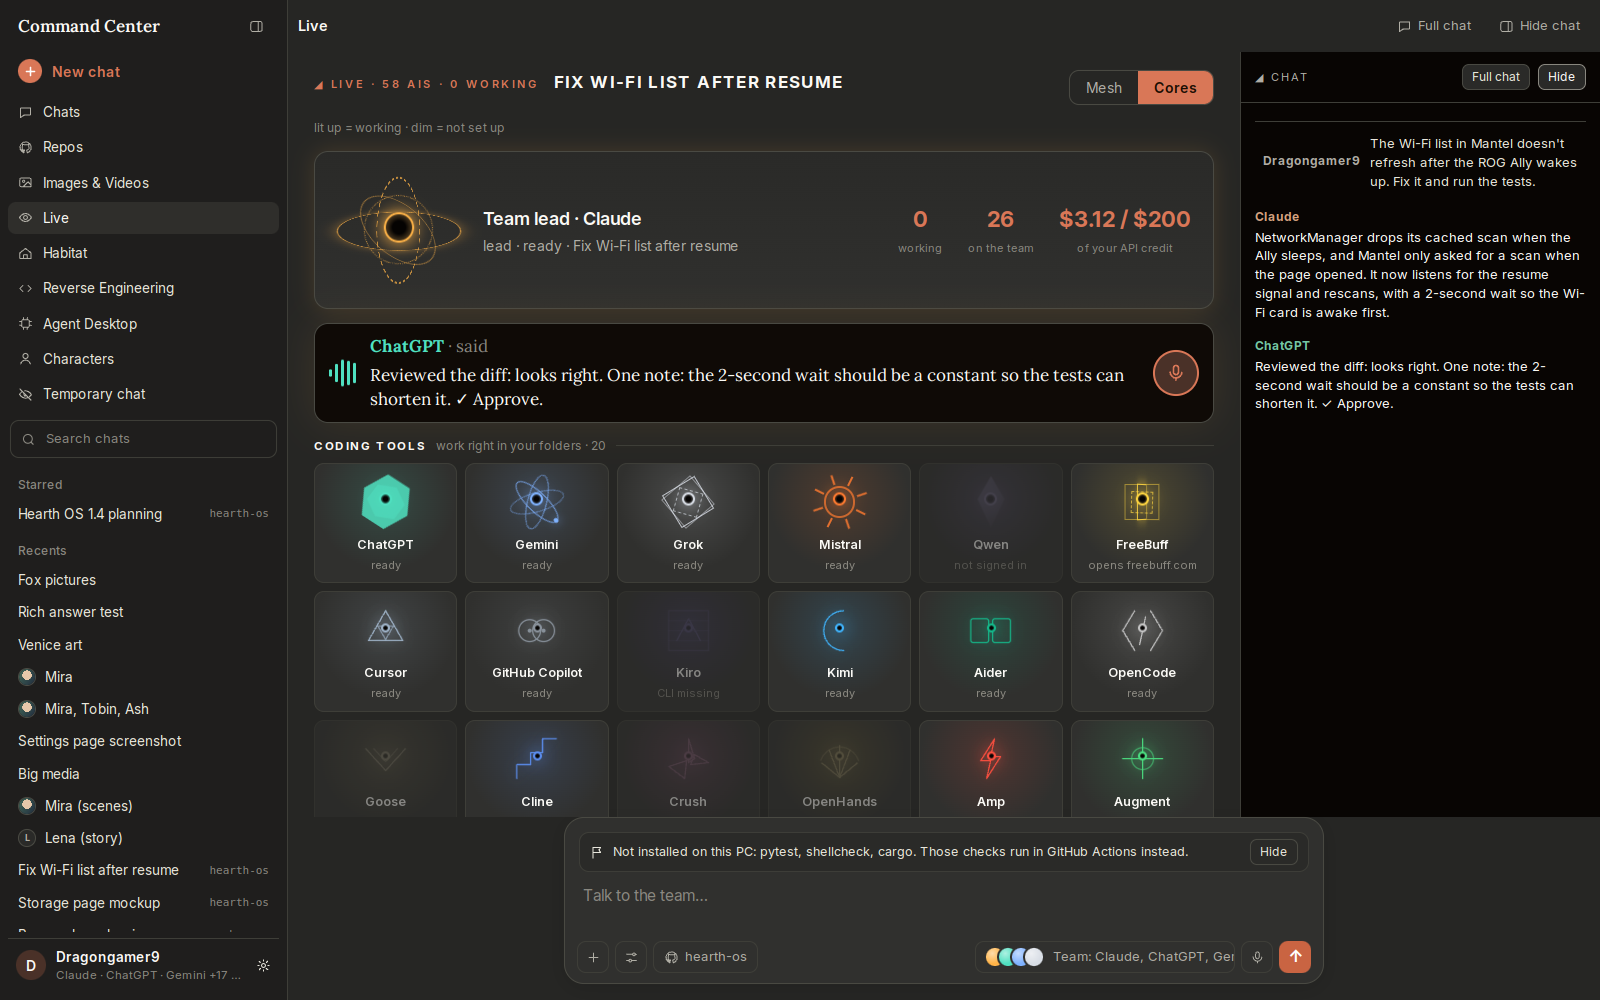 Command Center
New chat
Chats
Repos
Images & Videos
Live
Habitat
Reverse Engineering
Agent Desktop
Characters
Temporary chat
Search chats
Starred
Hearth OS 1.4 planning hearth-os
Recents
Fox pictures
Rich answer test
Venice art
Mira
Mira, Tobin, Ash
Settings page screenshot
Big media
Mira (scenes)
L Lena (story)
Fix Wi-Fi list after resume hearth-os
Storage page mockup hearth-os
D Dragongamer9
Claude · ChatGPT · Gemini +17 ...
Live
Full chat Hide chat
LIVE · 58 AIS · 0 WORKING FIX WI-FI LIST AFTER RESUME
Mesh Cores
lit up = working · dim = not set up
Team lead · Claude
lead · ready · Fix Wi-Fi list after resume
0 26 $3.12 / $200
working on the team of your API credit
ChatGPT · said
Reviewed the diff: looks right. One note: the 2-second wait should be a constant so the tests can
shorten it. ✓ Approve.
CODING TOOLS work right in your folders · 20
ChatGPT Gemini Grok Mistral Qwen FreeBuff
ready ready ready ready not signed in opens freebuff.com
Cursor GitHub Copilot Kiro Kimi Aider OpenCode
ready ready CLI missing ready ready ready
Goose Cline Crush OpenHands Amp Augment
CHAT Full chat Hide
Dragongamer9
The Wi-Fi list in Mantel doesn't
refresh after the ROG Ally wakes
up. Fix it and run the tests.
Claude
NetworkManager drops its cached scan when the
Ally sleeps, and Mantel only asked for a scan when
the page opened. It now listens for the resume
signal and rescans, with a 2-second wait so the Wi-
Fi card is awake first.
ChatGPT
Reviewed the diff: looks right. One note: the 2-
second wait should be a constant so the tests can
shorten it. ✓ Approve.
Not installed on this PC: pytest, shellcheck, cargo. Those checks run in GitHub Actions instead. Hide
Talk to the team...
hearth-os
Team: Claude, ChatGPT, Ge